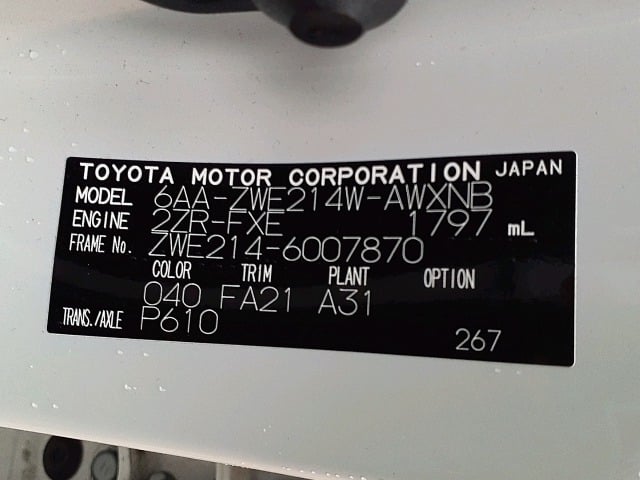 TOYOTA MOTOR CORPORATION JAPAN
MODEL 6AA-ZWE214W-AWXNB
ENGINE 2ZR-FXE 1797 mL
FRAME No. ZWE214-6007870
COLOR TRIM PLANT OPTION
040 FA21 A31
TRANS./AXLE P610
267